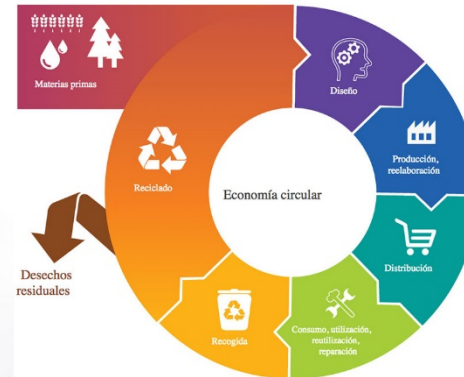 Materias primas
Diseño
Producción,
reelaboración
Reciclado
Economía circular
Distribución
Desechos
residuales
Recogida
Consumo, utilización,
reutilización,
reparación